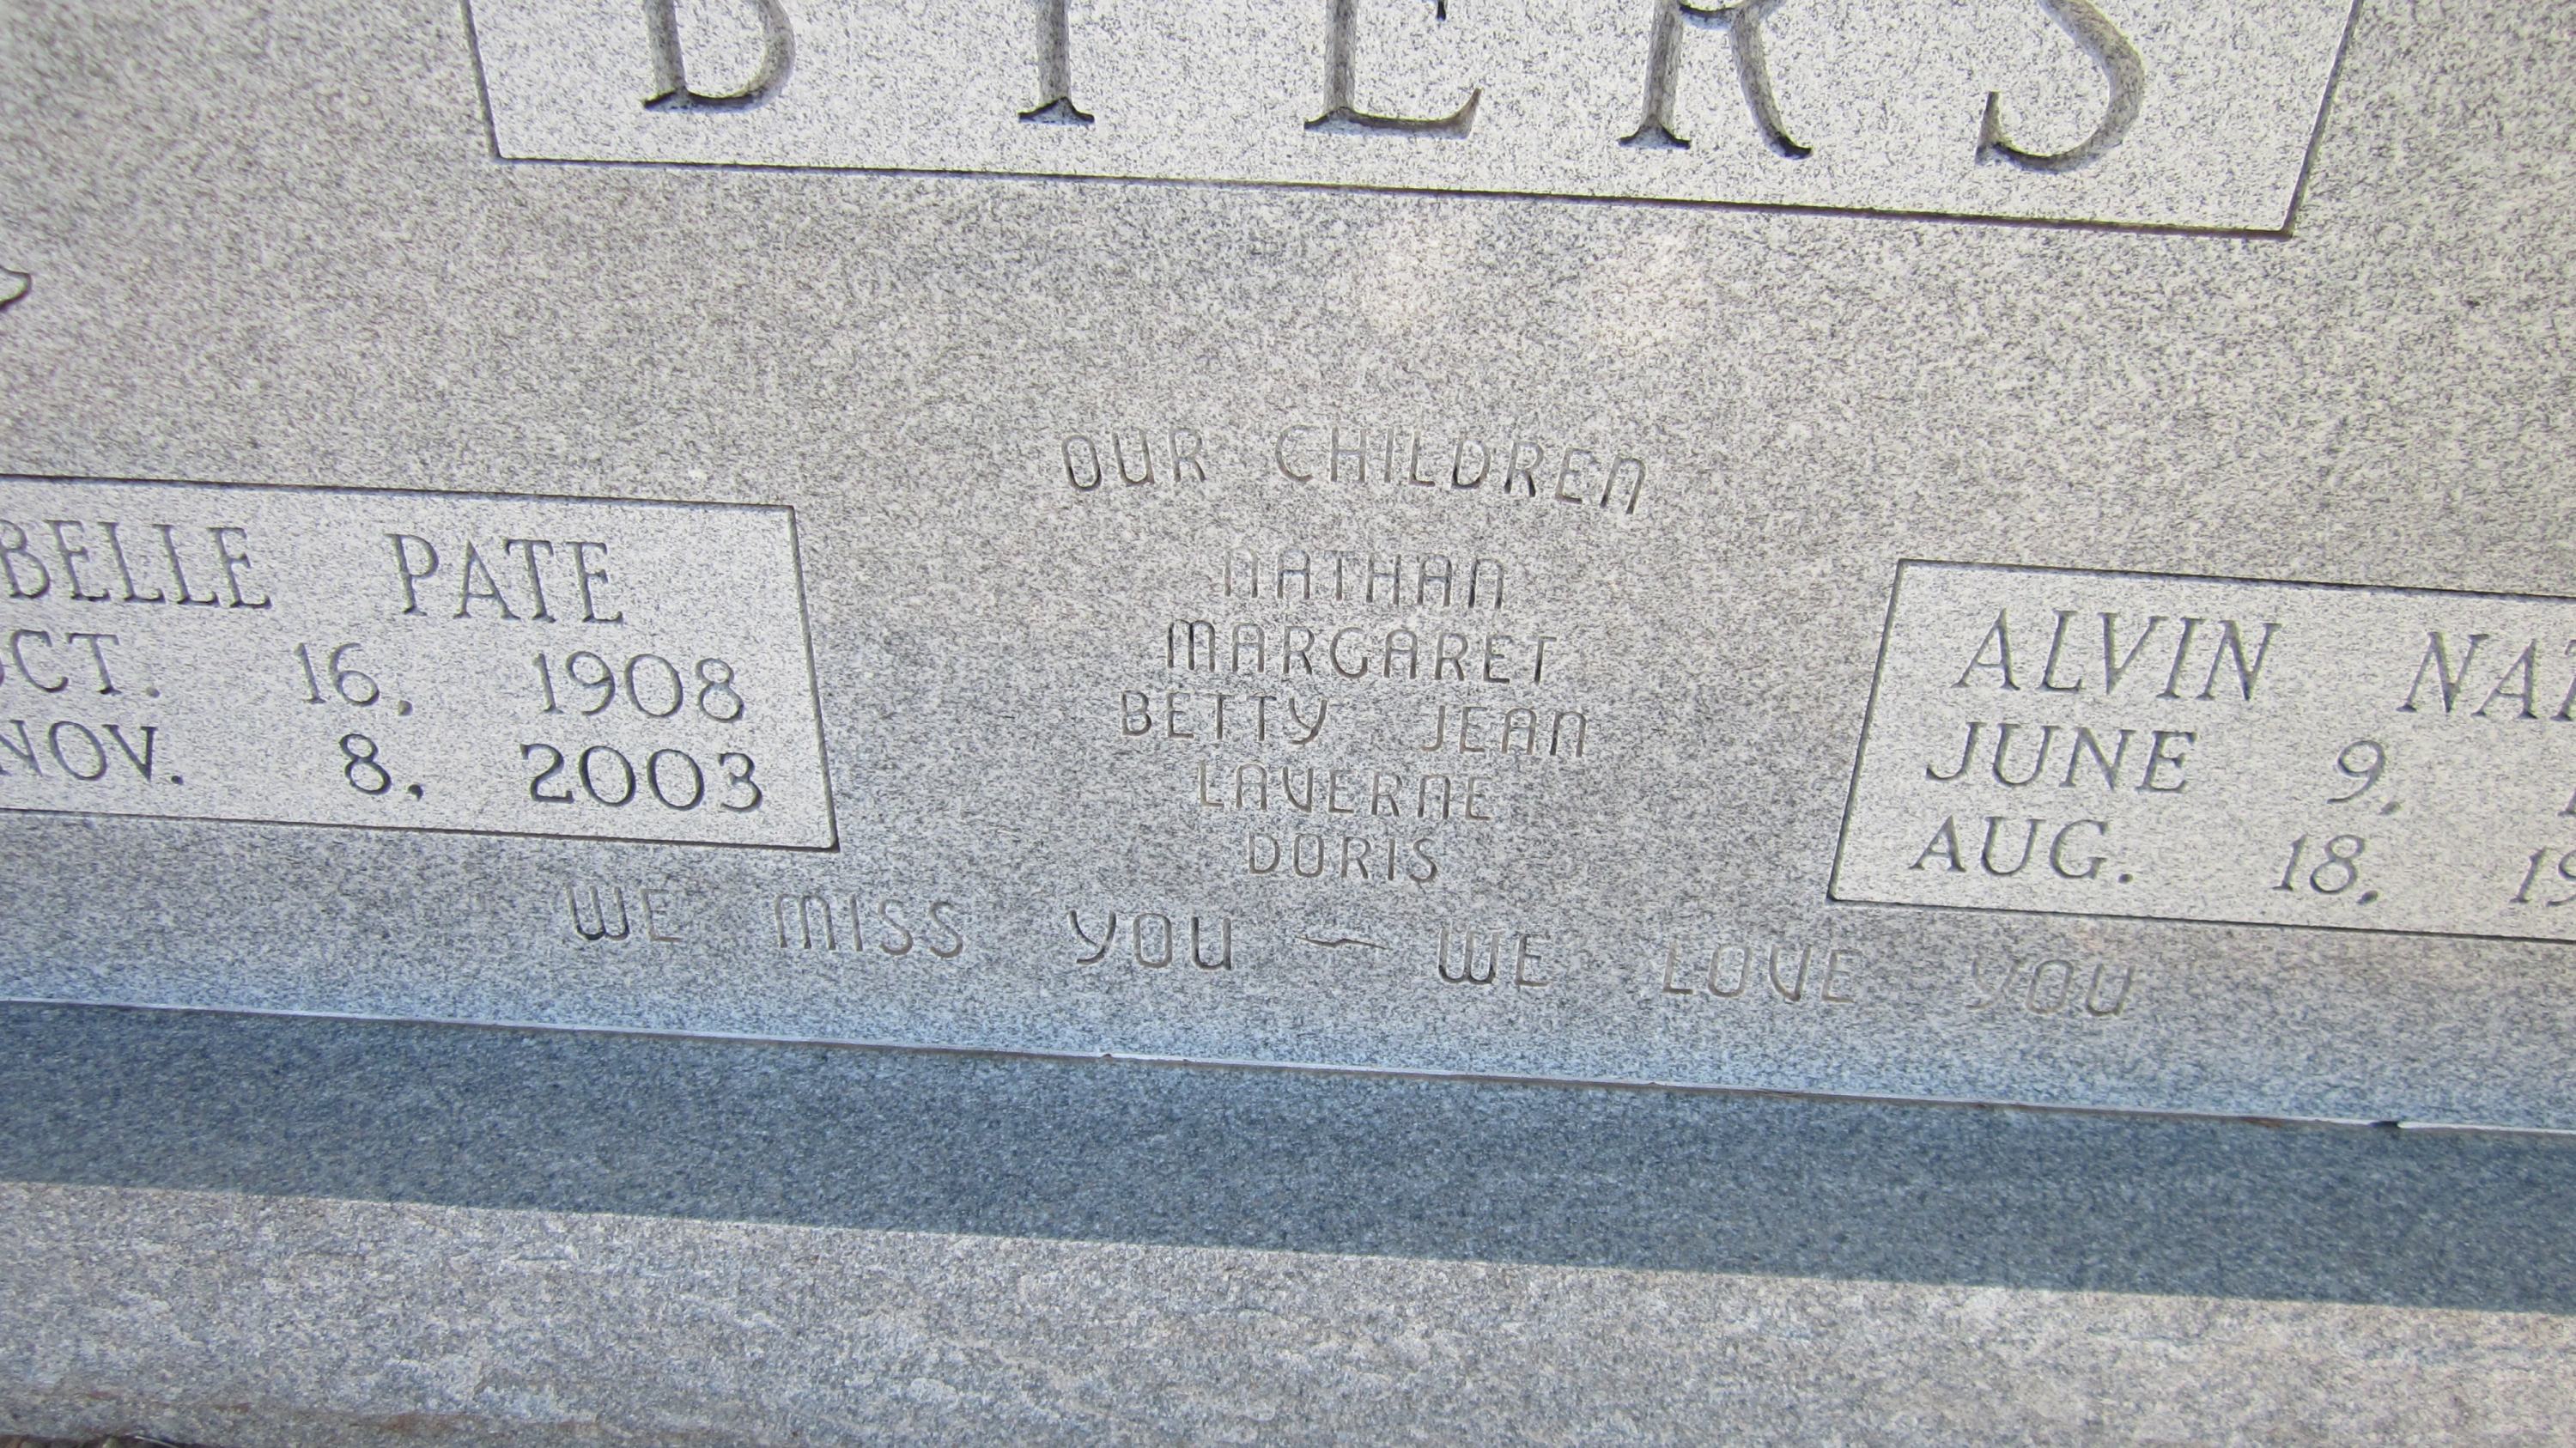 BYERS
OUR CHILDREN
NATHAN
MARGARET
BETTY JEAN
LAVERNE
DORIS
BELLE PATE
OCT. 16, 1908
NOV. 8, 2003
ALVIN
JUNE 9,
AUG. 18,
WE MISS YOU — WE LOVE YOU